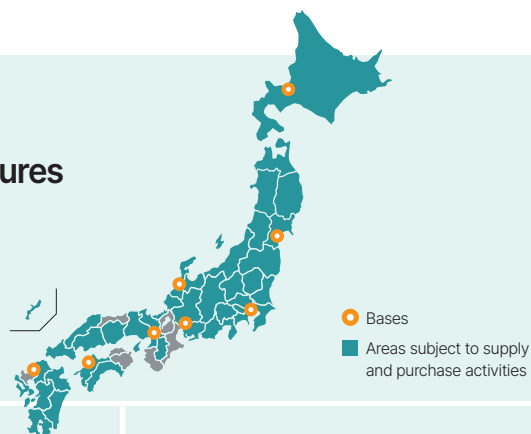 ures
Bases
Areas subject to supply
and purchase activities